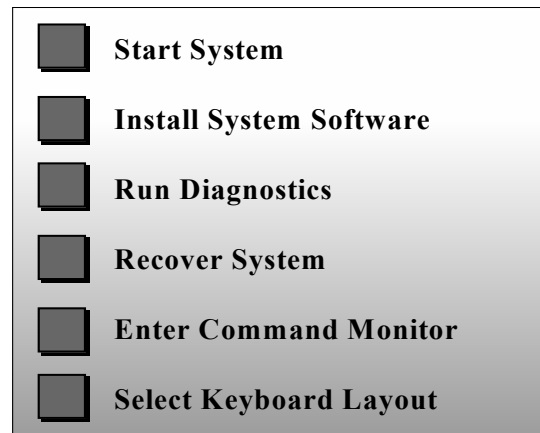 Start System
Install System Software
Run Diagnostics
Recover System
Enter Command Monitor
Select Keyboard Layout